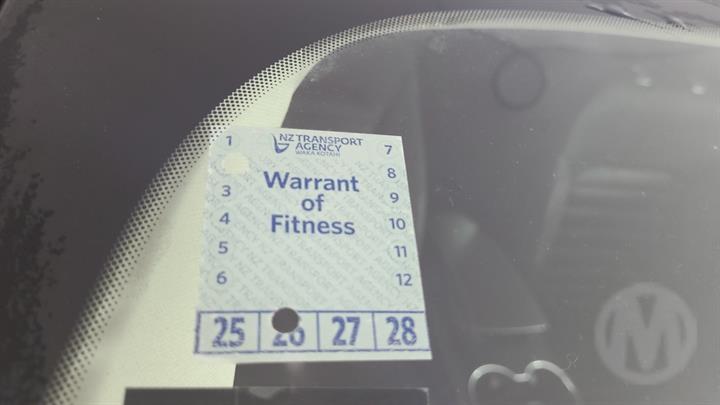 NZ TRANSPORT
AGENCY
WAKA KOTAHI
Warrant
of
Fitness
1 7
8
3 9
4 10
5 11
6 12
25 26 27 28
M